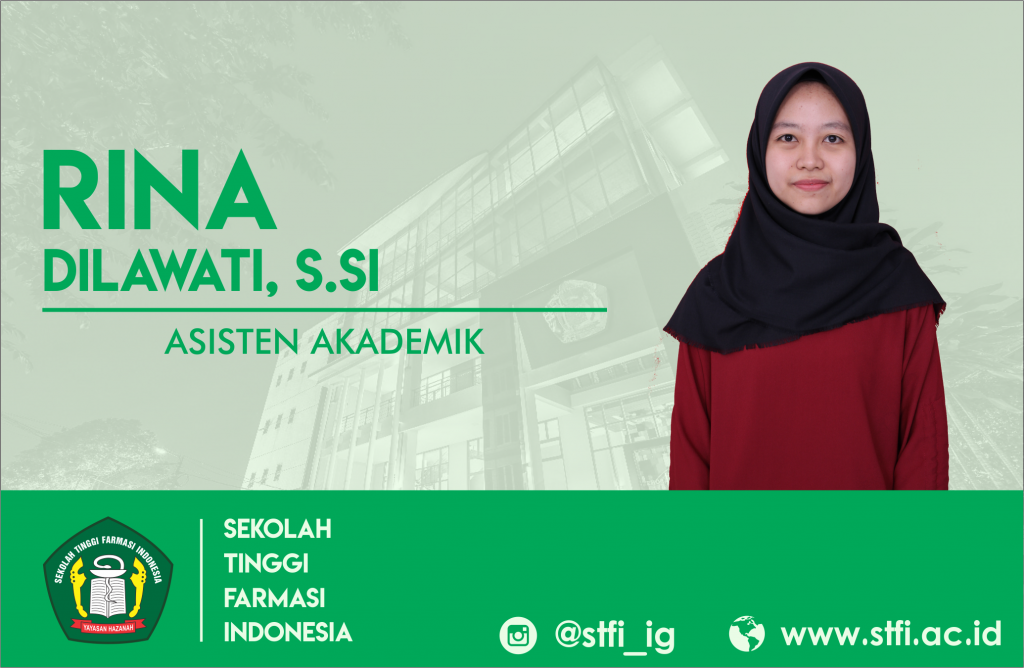 RINA
DILAWATI, S.SI
ASISTEN AKADEMIK
SEKOLAH TINGGI FARMASI INDONESIA
YAYASAN HAZANAH
SEKOLAH
TINGGI
FARMASI
INDONESIA
@stfi_ig
www.stfi.ac.id